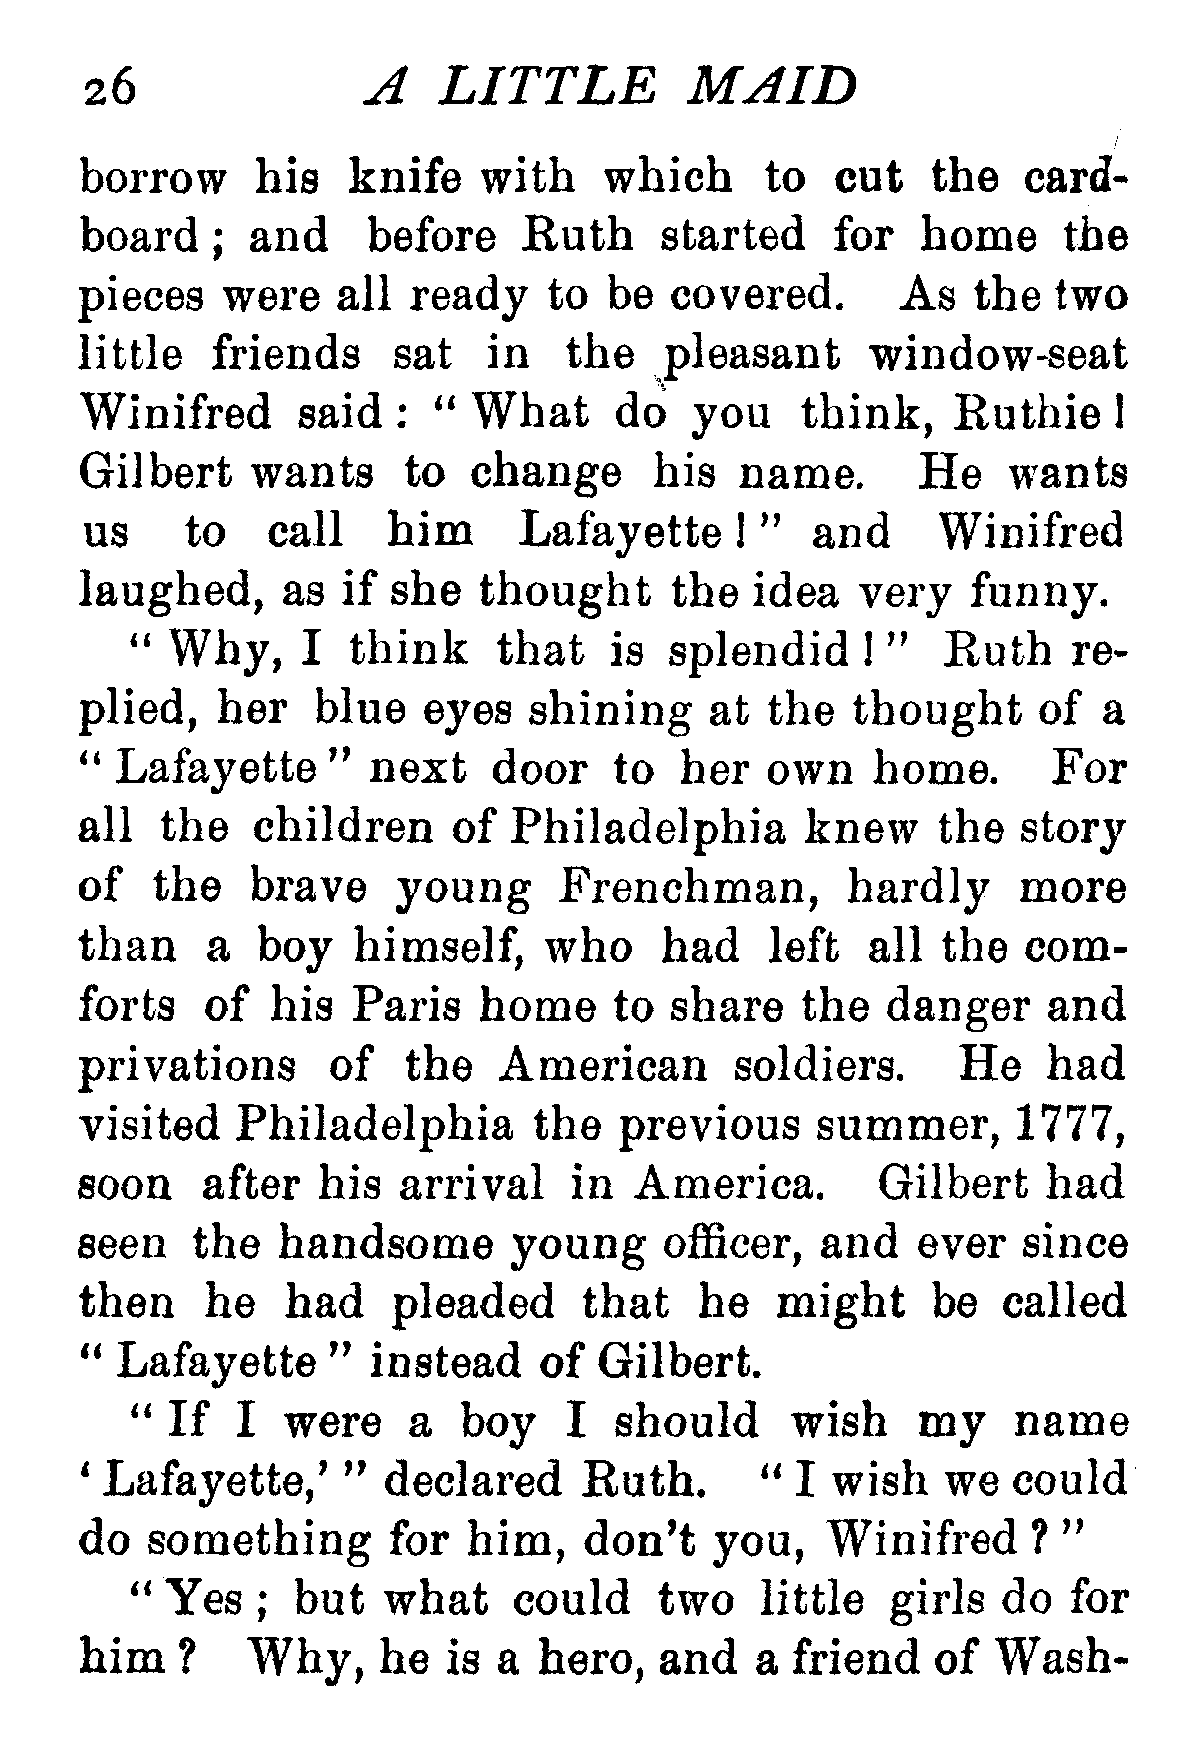 26 A LITTLE MAID
borrow his knife with which to cut the card-
board ; and before Ruth started for home the
pieces were all ready to be covered. As the two
little friends sat in the pleasant window-seat
Winifred said : “ What do you think, Ruthie !
Gilbert wants to change his name. He wants
us to call him Lafayette ! ” and Winifred
laughed, as if she thought the idea very funny.
“ Why, I think that is splendid ! ” Ruth re-
plied, her blue eyes shining at the thought of a
“ Lafayette ” next door to her own home. For
all the children of Philadelphia knew the story
of the brave young Frenchman, hardly more
than a boy himself, who had left all the com-
forts of his Paris home to share the danger and
privations of the American soldiers. He had
visited Philadelphia the previous summer, 1777,
soon after his arrival in America. Gilbert had
seen the handsome young officer, and ever since
then he had pleaded that he might be called
“ Lafayette ” instead of Gilbert.
“ If I were a boy I should wish my name
‘ Lafayette,’ ” declared Ruth. “ I wish we could
do something for him, don’t you, Winifred ? ”
“ Yes ; but what could two little girls do for
him ? Why, he is a hero, and a friend of Wash-